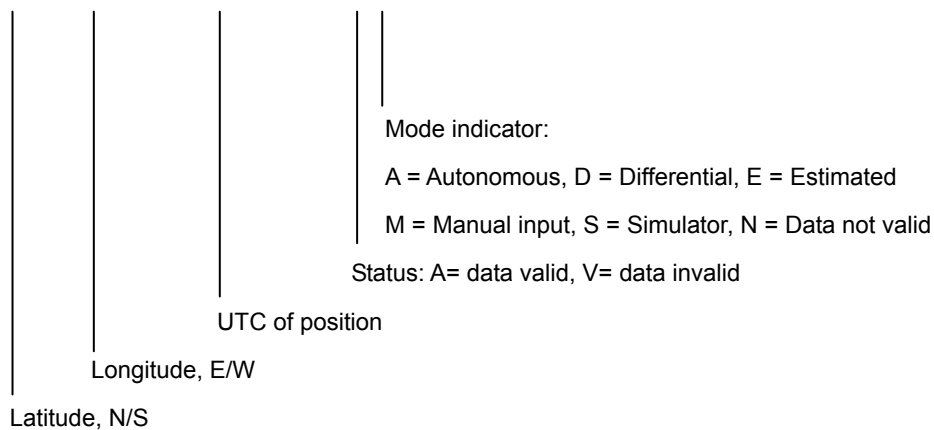 Mode indicator:
A = Autonomous, D = Differential, E = Estimated
M = Manual input, S = Simulator, N = Data not valid
Status: A= data valid, V= data invalid
UTC of position
Longitude, E/W
Latitude, N/S